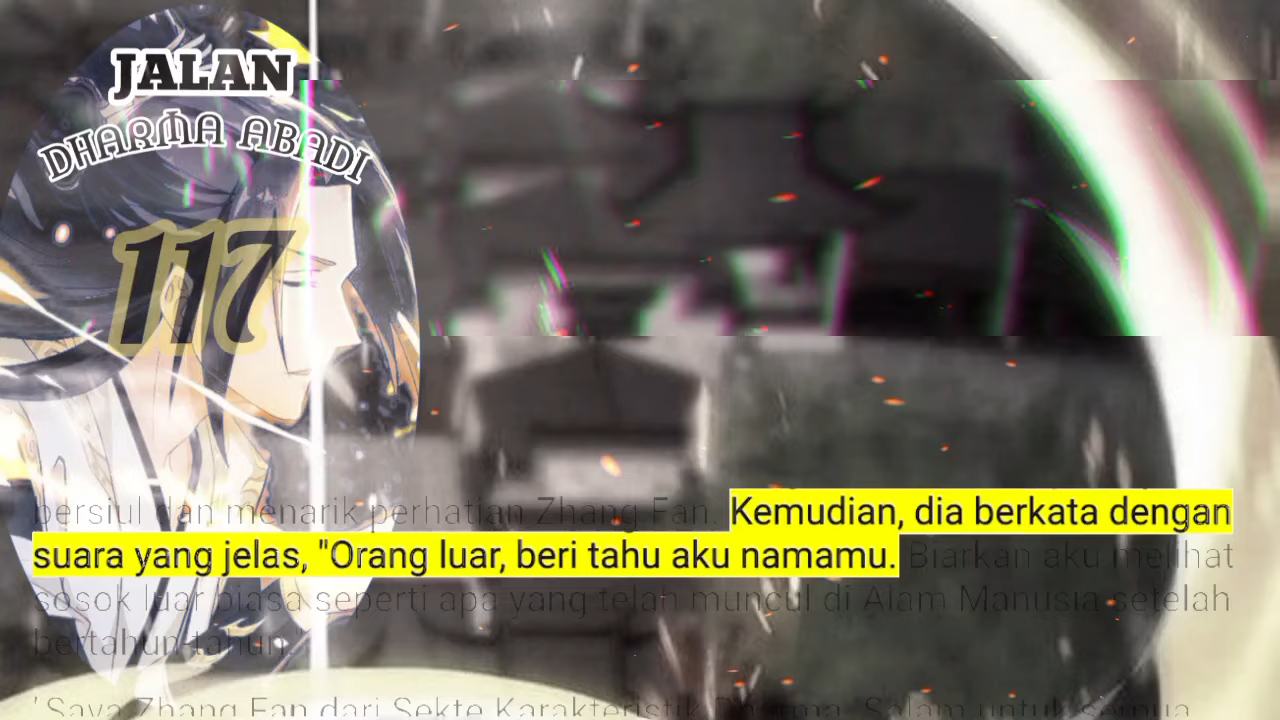 JALAN
DHARMA ABADI
117
bersiul dan menarik perhatian Zhang Fan. Kemudian, dia berkata dengan
suara yang jelas, "Orang luar, beri tahu aku namamu. Biarkan aku melihat
sosok luar biasa seperti apa yang telah muncul di Alam Manusia setelah
bertahun-tahun."
'Saya Zhang Fan dari Sekte Karakteristik Dharma. Salam untuk semua